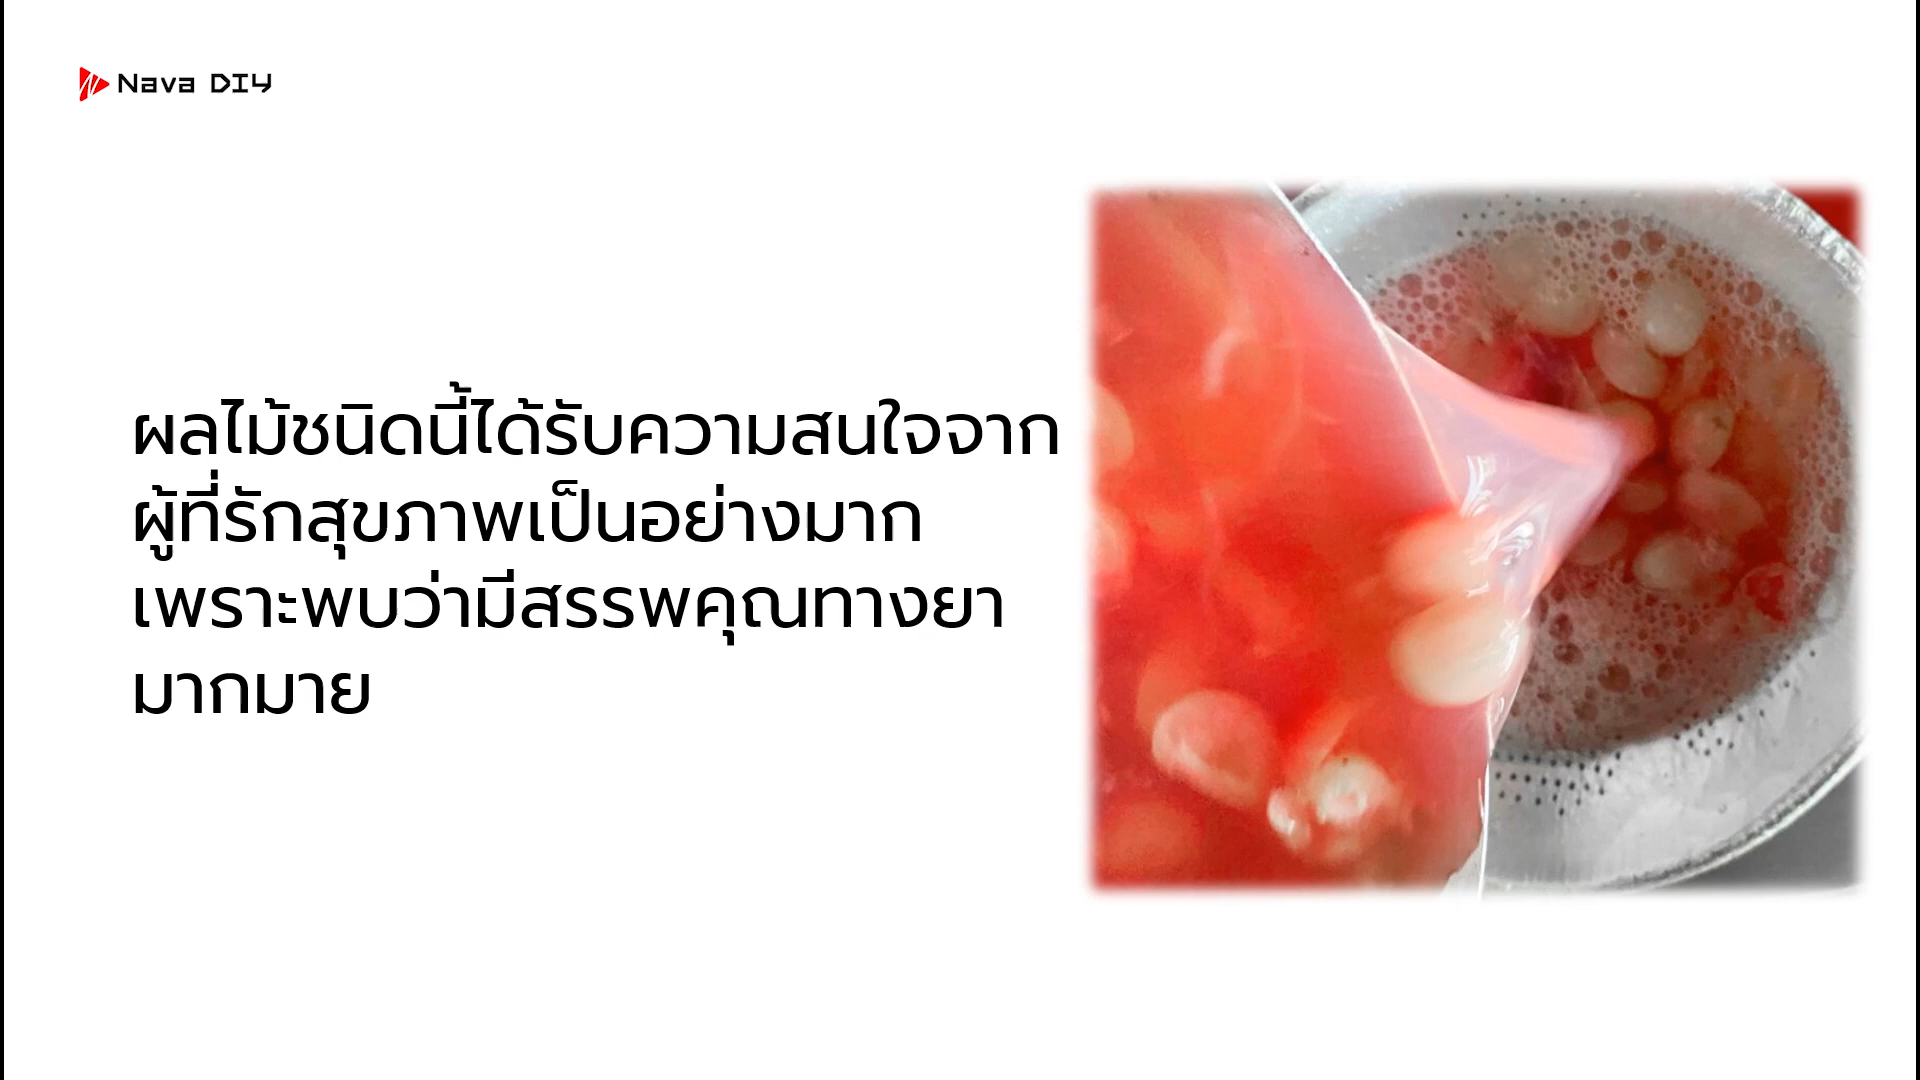 Nava DIY
ผลไม้ชนิดนี้ได้รับความสนใจจาก
ผู้ที่รักสุขภาพเป็นอย่างมาก
เพราะพบว่ามีสรรพคุณทางยา
มากมาย